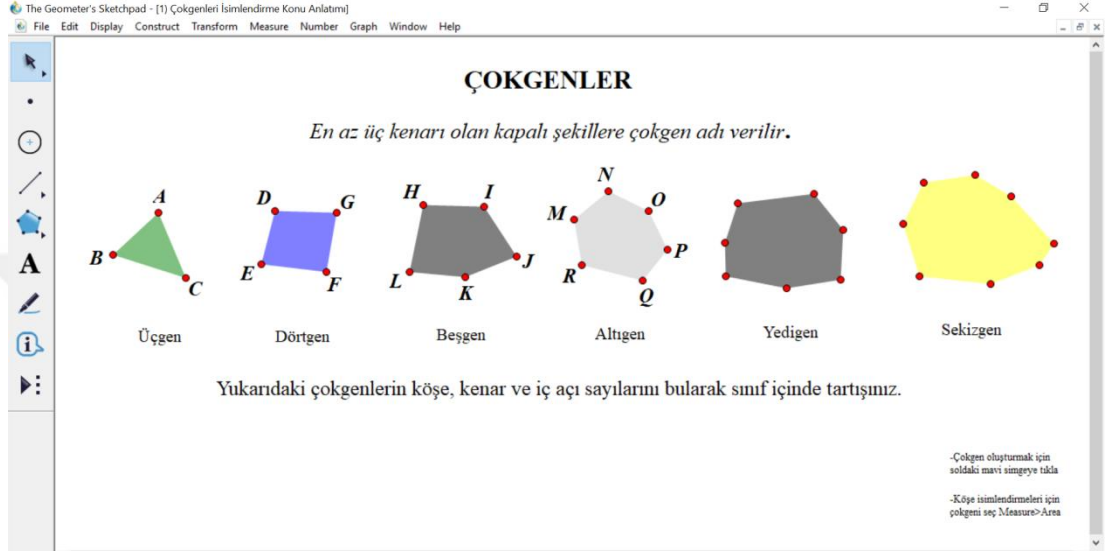 The Geometer's Sketchpad - [1) Çokgenleri İsimlendirme Konu Anlatımı]
File Edit Display Construct Transform Measure Number Graph Window Help
ÇOKGENLER
En az üç kenarı olan kapalı şekillere çokgen adı verilir.
A
B
C
D
G
E
F
H
I
J
L
K
N
M
O
P
R
Q
A
Üçgen
Dörtgen
Beşgen
Altıgen
Yedigen
Sekizgen
Yukarıdaki çokgenlerin köşe, kenar ve iç açı sayılarını bularak sınıf içinde tartışınız.
-Çokgen oluşturmak için
soldaki mavi simgeye tıkla
-Köşe isimlendirmeleri için
çokgeni seç Measure>Area